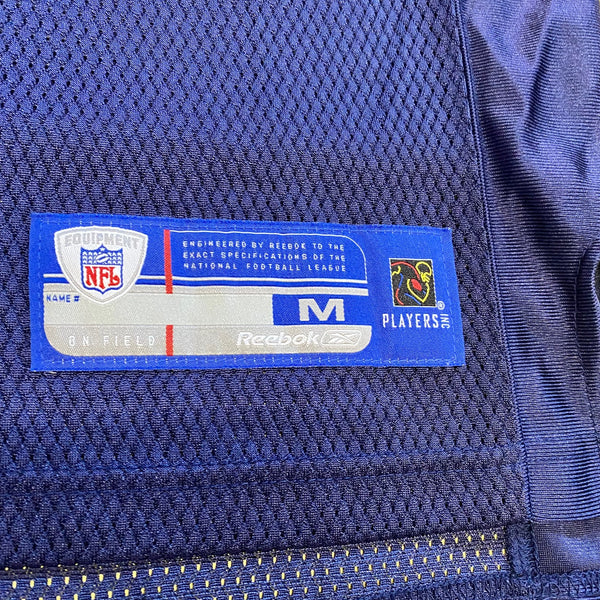 EQUIPMENT
NFL
ENGINEERED BY REEBOK TO THE
EXACT SPECIFICATIONS OF THE
NATIONAL FOOTBALL LEAGUE
NAME #
M
ON FIELD
Reebok
PLAYERS INC
®